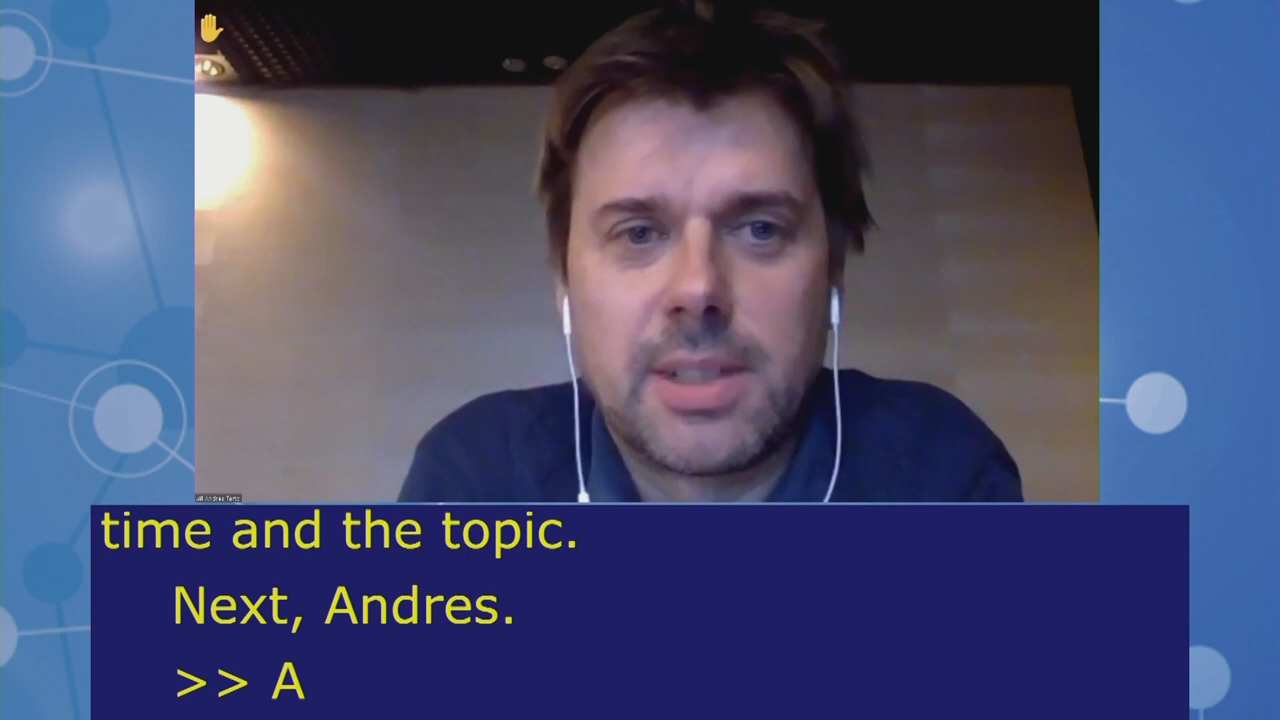 time and the topic.
Next, Andres.
>> A